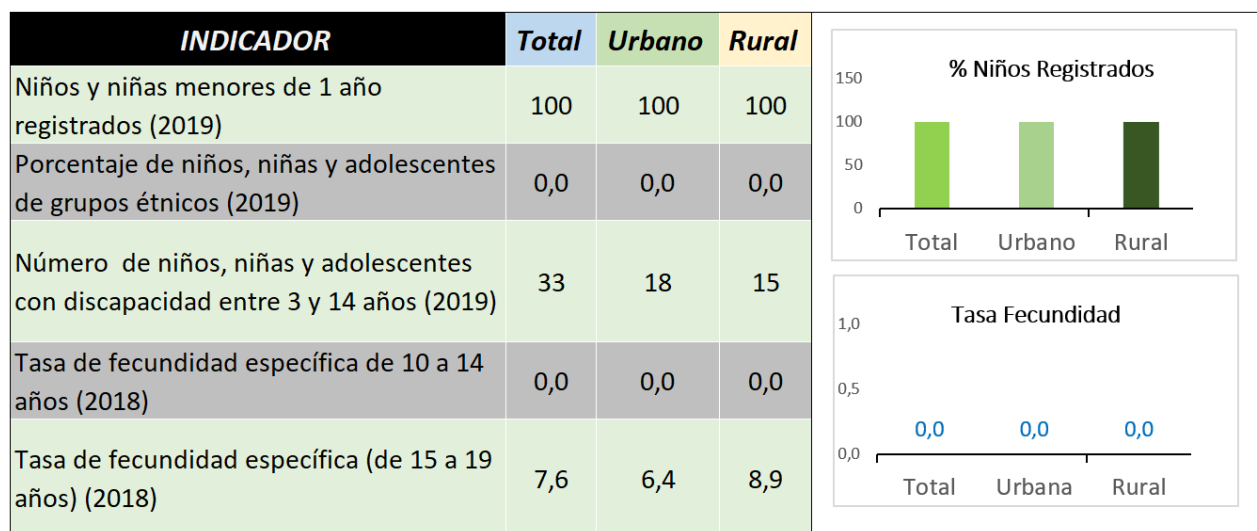 INDICADOR Total Urbano Rural
Niños y niñas menores de 1 año
registrados (2019)
100 100 100
Porcentaje de niños, niñas y adolescentes
de grupos étnicos (2019)
0,0 0,0 0,0
Número de niños, niñas y adolescentes
con discapacidad entre 3 y 14 años (2019)
33 18 15
Tasa de fecundidad específica de 10 a 14
años (2018)
0,0 0,0 0,0
Tasa de fecundidad específica (de 15 a 19
años) (2018)
7,6 6,4 8,9
% Niños Registrados
150
100
50
0
Total Urbano Rural
Tasa Fecundidad
1,0
0,5
0,0 0,0 0,0
0,0
Total Urbana Rural